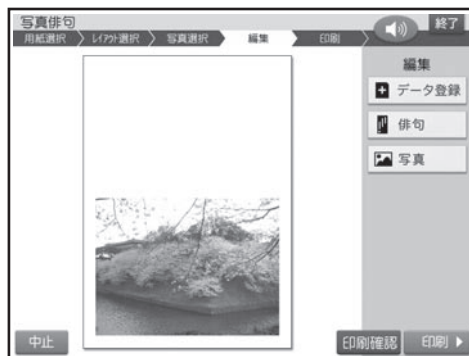 写真俳句
終了
用紙選択 レイアウト選択 写真選択 編集 印刷
編集
データ登録
俳句
写真
中止
印刷確認 印刷